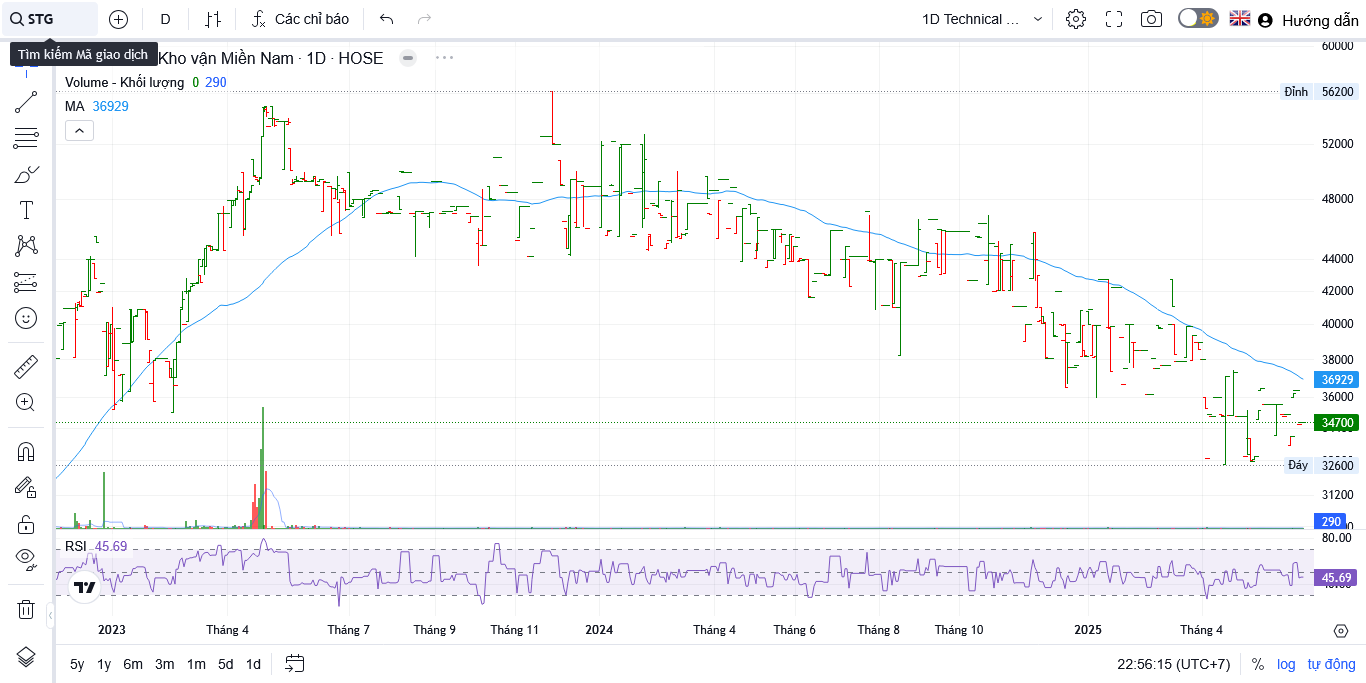 STG
D
Các chỉ báo
1D Technical ...
Hướng dẫn
Tìm kiếm Mã giao dịch
Kho vận Miền Nam · 1D · HOSE
Volume - Khối lượng 0 290
MA 36929
60000
Đỉnh 56200
52000
48000
44000
42000
40000
38000
36929
36000
34700
Đáy 32600
31200
290
RSI 45.69
80.00
45.69
2023
Tháng 4
Tháng 7
Tháng 9
Tháng 11
2024
Tháng 4
Tháng 6
Tháng 8
Tháng 10
2025
Tháng 4
5y 1y 6m 3m 1m 5d 1d
22:56:15 (UTC+7)
%
log
tự động